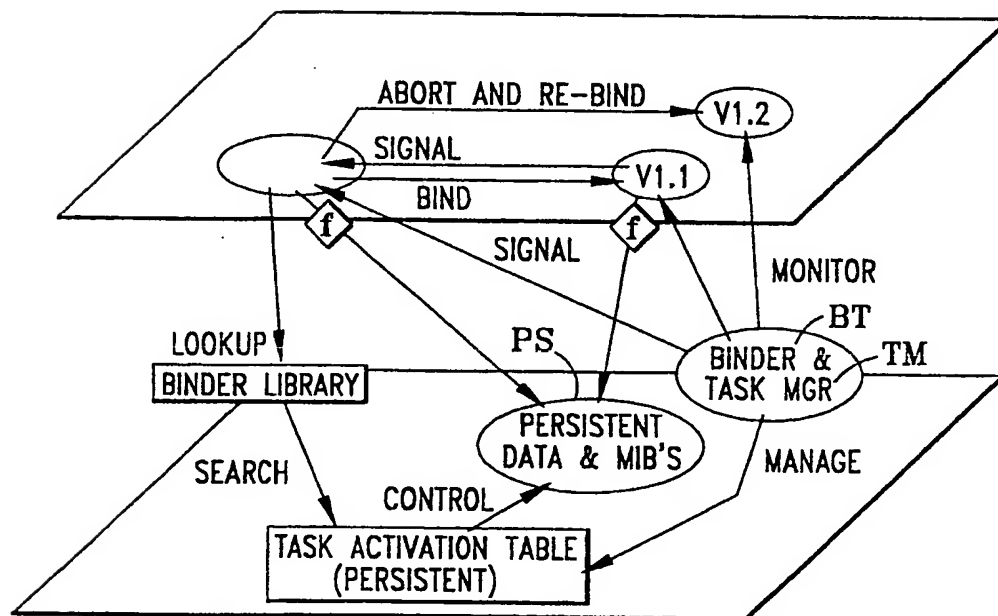 ABORT AND RE-BIND
V1.2
SIGNAL
V1.1
BIND
f
f
SIGNAL
MONITOR
BT
LOOKUP
PS
BINDER &
TASK MGR
TM
BINDER LIBRARY
PERSISTENT
DATA & MIB'S
SEARCH
MANAGE
CONTROL
TASK ACTIVATION TABLE
(PERSISTENT)